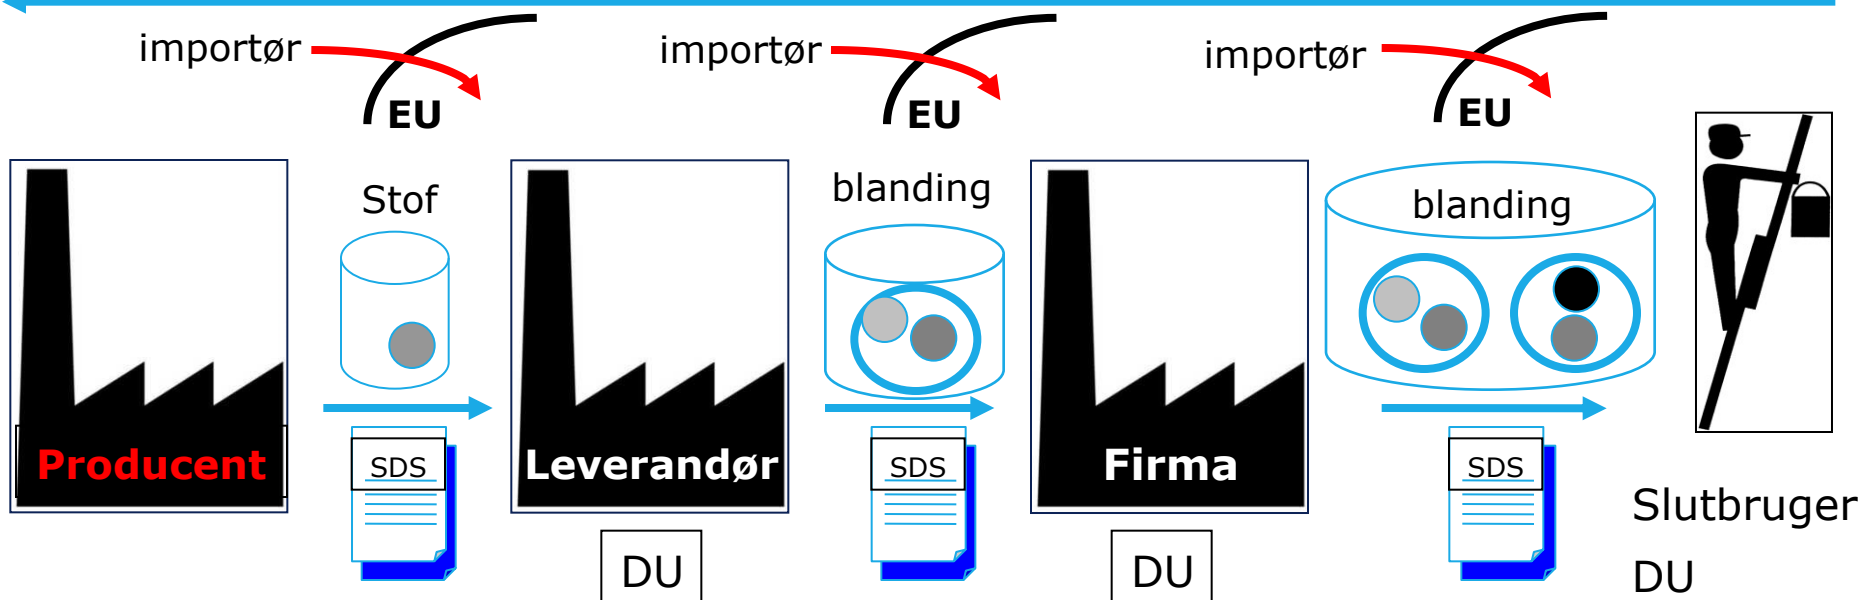 importør
importør
importør
EU
EU
EU
Stof
blanding
blanding
Producent
SDS
Leverandør
SDS
Firma
SDS
Slutbruger
DU
DU
DU